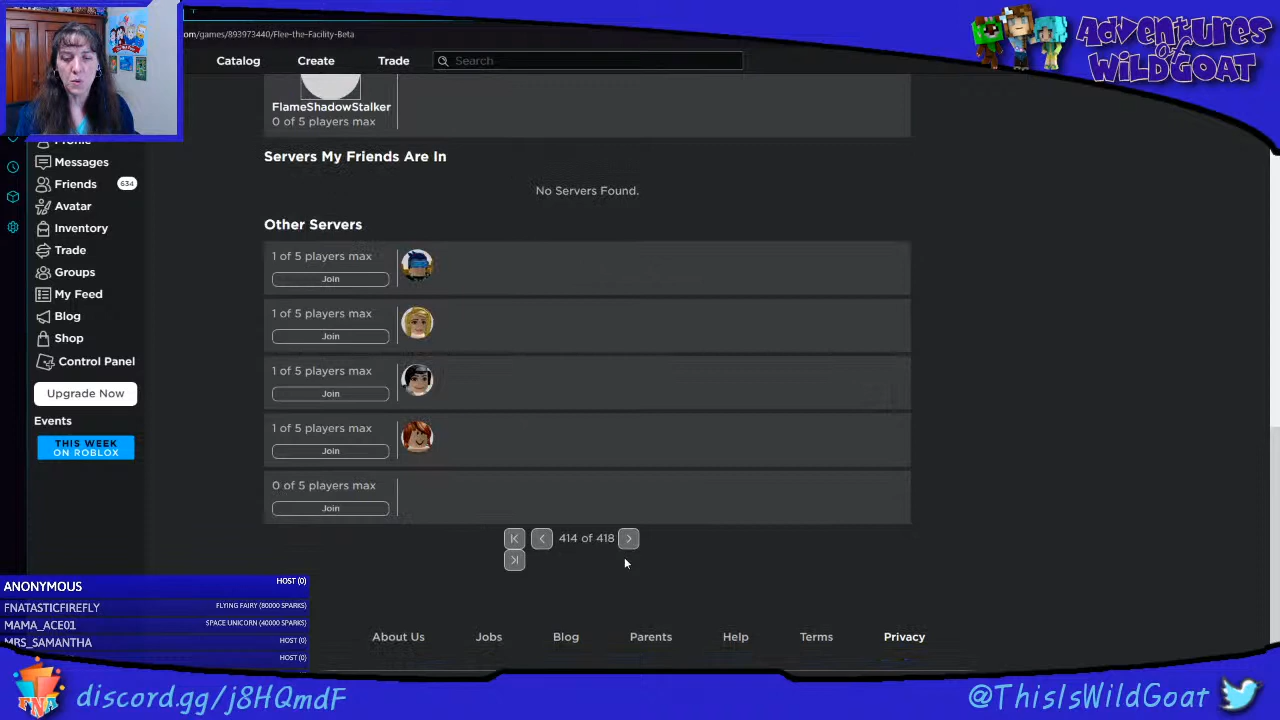 com/games/893973440/Flee-the-Facility-Beta
Adventures
of
WildGoat
Catalog
Create
Trade
Search
FlameShadowStalker
0 of 5 players max
Profile
Messages
Friends
634
Avatar
Inventory
Trade
Groups
My Feed
Blog
Shop
Control Panel
Upgrade Now
Events
THIS WEEK
ON ROBLOX
Servers My Friends Are In
No Servers Found.
Other Servers
1 of 5 players max
Join
1 of 5 players max
Join
1 of 5 players max
Join
1 of 5 players max
Join
0 of 5 players max
Join
414 of 418
About Us
Jobs
Blog
Parents
Help
Terms
Privacy
ANONYMOUS HOST (0)
FNATASTICFIREFLY FLYING FAIRY (80000 SPARKS)
MAMA_ACE01 SPACE UNICORN (40000 SPARKS)
MRS_SAMANTHA HOST (0)
HOST (0)
FNA
discord.gg/j8HQmdF
@ThisIsWildGoat